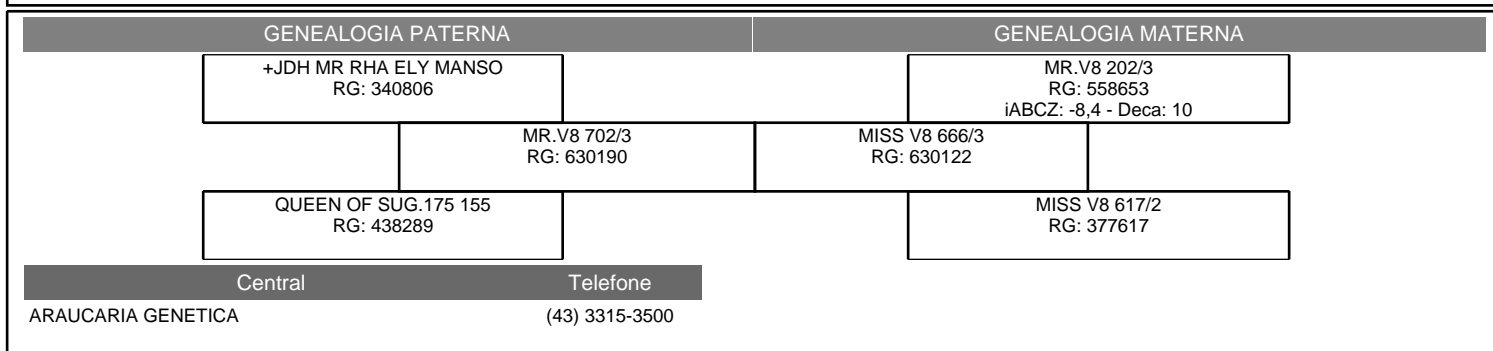 GENEALOGIA PATERNA
GENEALOGIA MATERNA
+JDH MR RHA ELY MANSO
RG: 340806
MR.V8 202/3
RG: 558653
iABCZ: -8,4 - Deca: 10
MR.V8 702/3
RG: 630190
MISS V8 666/3
RG: 630122
QUEEN OF SUG.175 155
RG: 438289
MISS V8 617/2
RG: 377617
Central Telefone
ARAUCARIA GENETICA (43) 3315-3500